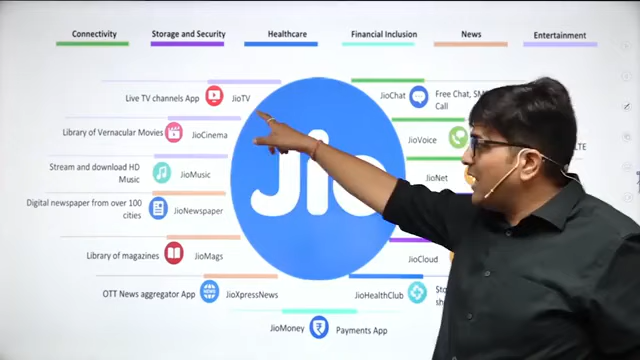 Connectivity
Storage and Security
Healthcare
Financial Inclusion
News
Entertainment
Live TV channels App
JioTV
Library of Vernacular Movies
JioCinema
Stream and download HD
Music
JioMusic
Digital newspaper from over 100
cities
JioNewspaper
Library of magazines
JioMags
OTT News aggregator App
NEWS
JioXpressNews
JioMoney
₹
Payments App
Jio
JioChat
Free Chat,
Call
JioVoice
LTE
JioNet
JioCloud
JioHealthClub